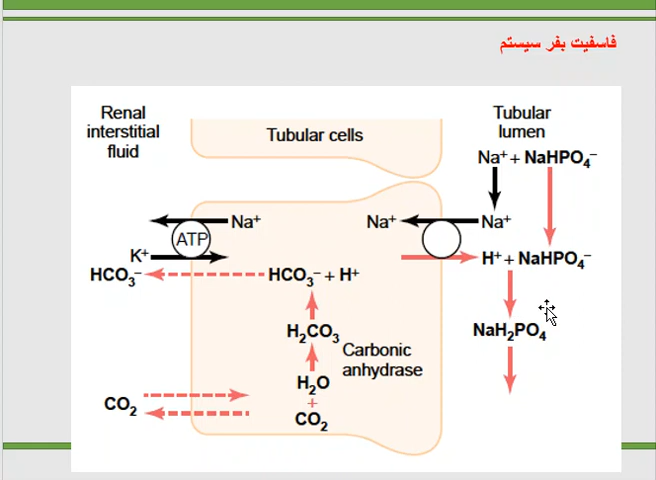 فاسفیت بفر سیستم
Renal
interstitial
fluid
Tubular cells
Tubular
lumen
Na⁺ + NaHPO₄⁻
Na⁺
Na⁺
Na⁺
ATP
K⁺
H⁺ + NaHPO₄⁻
HCO₃⁻
HCO₃⁻ + H⁺
H₂CO₃
NaH₂PO₄
Carbonic
anhydrase
H₂O
+
CO₂
CO₂